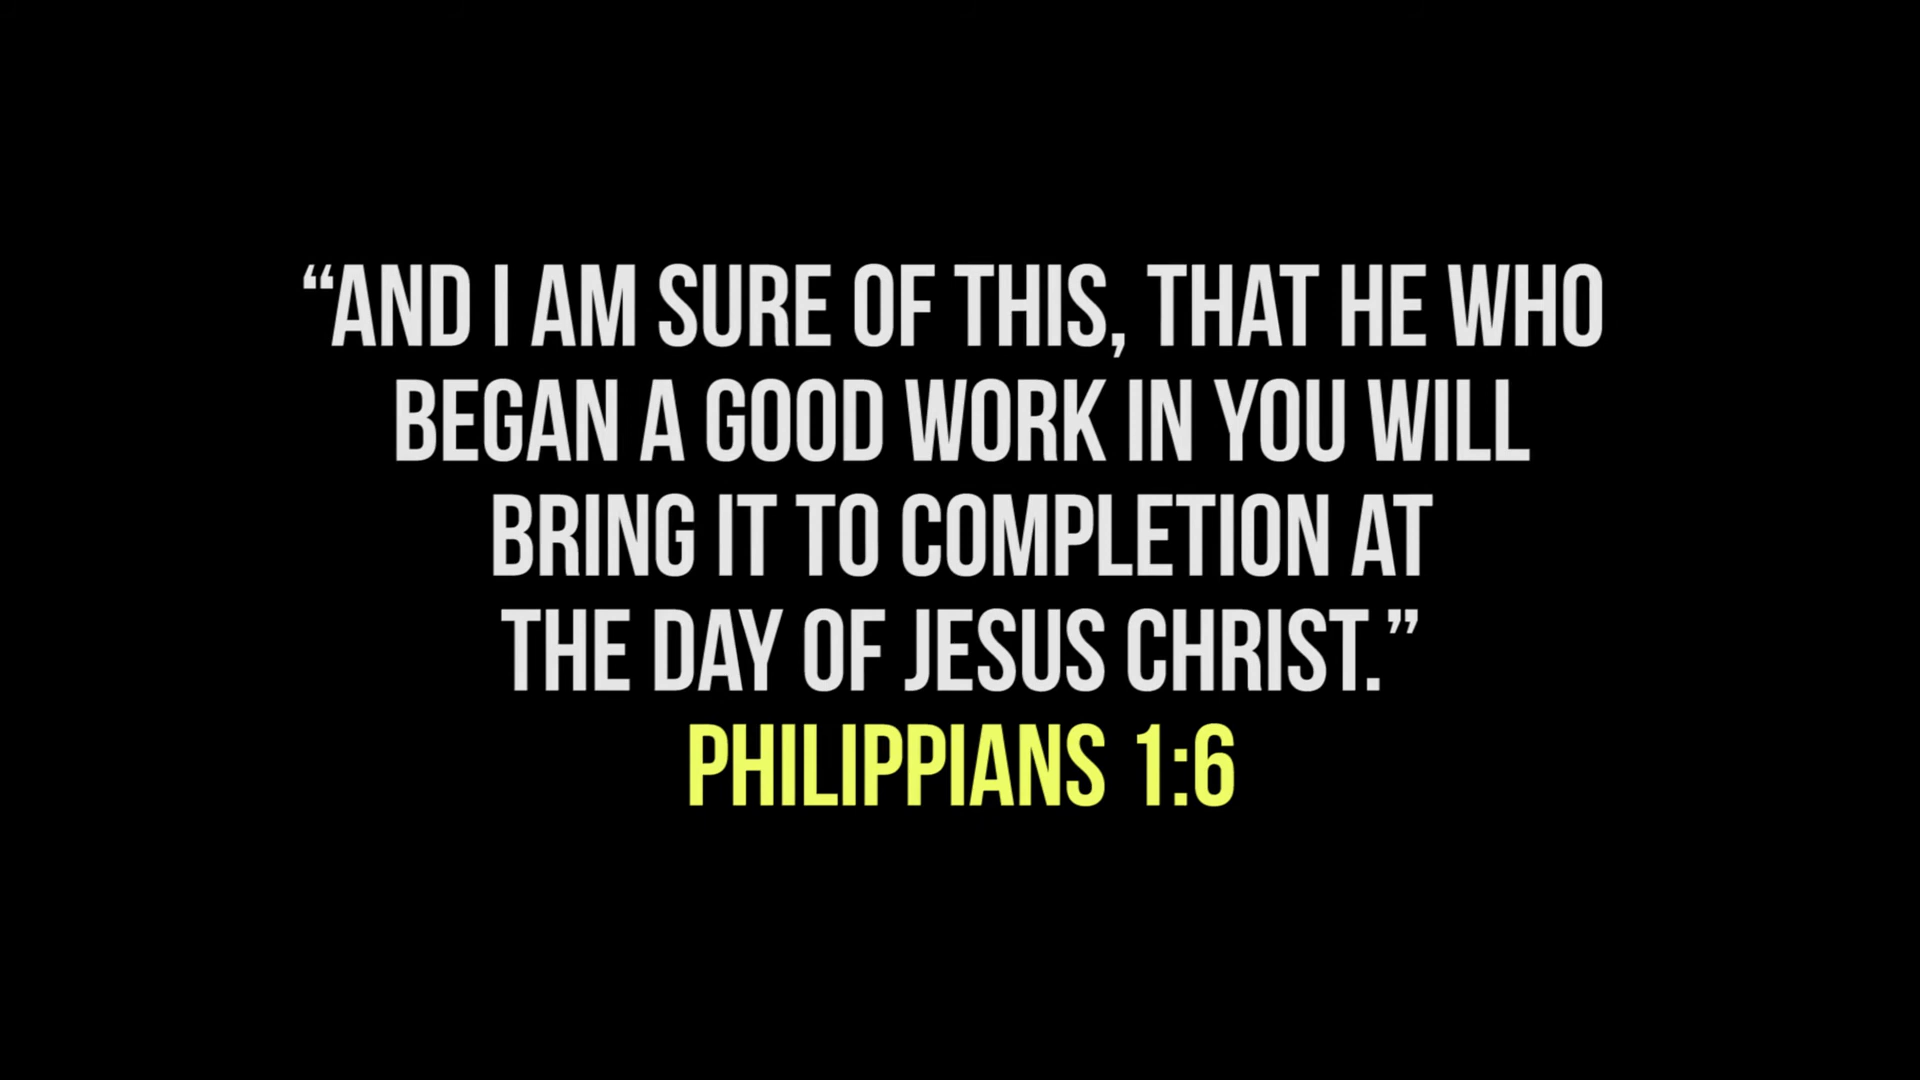 “AND I AM SURE OF THIS, THAT HE WHO
BEGAN A GOOD WORK IN YOU WILL
BRING IT TO COMPLETION AT
THE DAY OF JESUS CHRIST.”
PHILIPPIANS 1:6